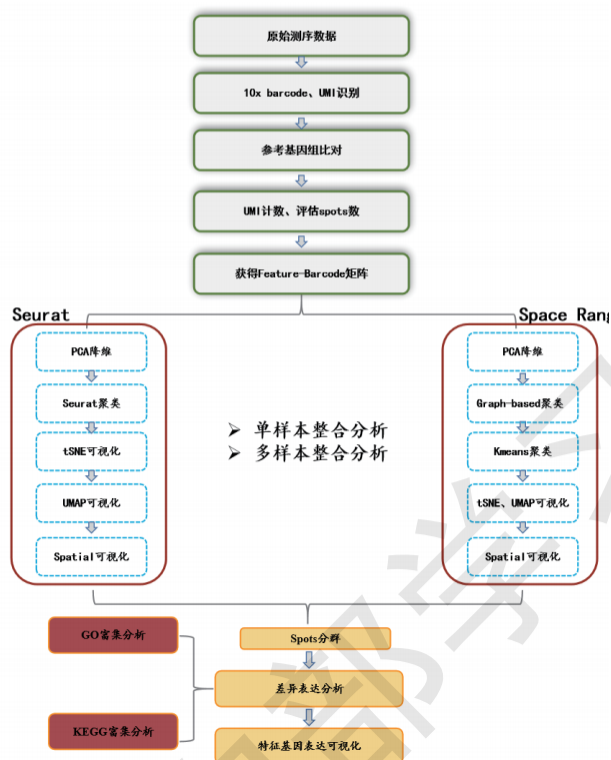 原始测序数据
10x barcode、UMI识别
参考基因组比对
UMI计数、评估spots数
获得Feature-Barcode矩阵
Seurat
Space Rang
PCA降维
Seurat聚类
tSNE可视化
UMAP可视化
Spatial可视化
➢ 单样本整合分析
➢ 多样本整合分析
PCA降维
Graph-based聚类
Kmeans聚类
tSNE、UMAP可视化
Spatial可视化
GO富集分析
Spots分群
差异表达分析
KEGG富集分析
特征基因表达可视化
部学